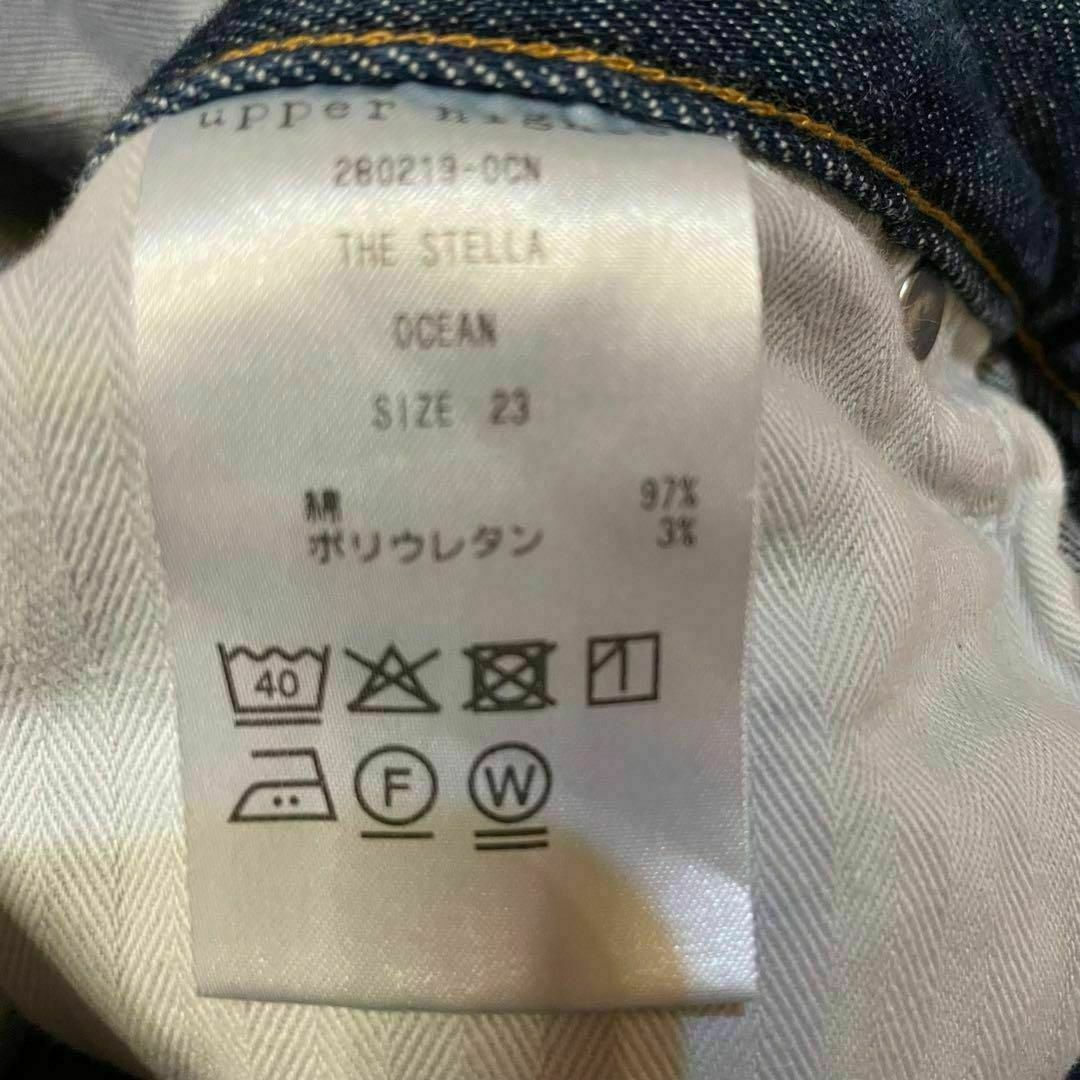 upper
280219-OCN
THE STELLA
OCEAN
SIZE 23
綿 97%
ポリウレタン 3%
40
F
W